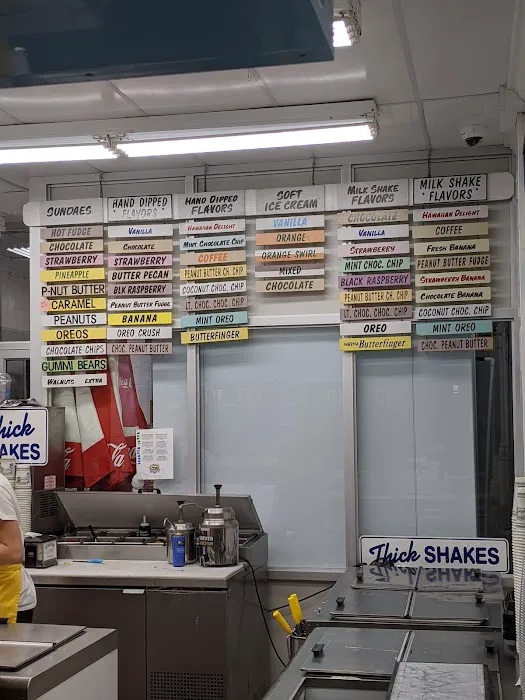 SUNDAES
HOT FUDGE
CHOCOLATE
STRAWBERRY
PINEAPPLE
P-NUT BUTTER
CARAMEL
PEANUTS
OREOS
CHOCOLATE CHIPS
GUMMI BEARS
WALNUTS EXTRA
HAND DIPPED
"FLAVORS"
VANILLA
CHOCOLATE
STRAWBERRY
BUTTER PECAN
BLK RASPBERRY
PEANUT BUTTER FUDGE
BANANA
OREO CRUSH
CHOC. PEANUT BUTTER
HAND DIPPED
FLAVORS
HAWAIIAN DELIGHT
MINT CHOCOLATE CHIP
COFFEE
PEANUT BUTTER CH. CHIP
COCONUT CHOC. CHIP
CHOC. CHOC. CHIP
MINT OREO
BUTTERFINGER
SOFT
ICE CREAM
VANILLA
ORANGE
ORANGE-SWIRL
MIXED
CHOCOLATE
MILK SHAKE
FLAVORS
CHOCOLATE
VANILLA
STRAWBERRY
MINT CHOC. CHIP
BLACK RASPBERRY
PEANUT BUTTER CH. CHIP
CHOC. CHOC. CHIP
OREO
Butterfinger
MILK SHAKE
"FLAVORS"
HAWAIIAN DELIGHT
COFFEE
FRESH BANANA
PEANUT BUTTER FUDGE
STRAWBERRY BANANA
CHOCOLATE BANANA
COCONUT CHOC. CHIP
MINT OREO
CHOC. PEANUT BUTTER
hick
AKES
Thick SHAKES